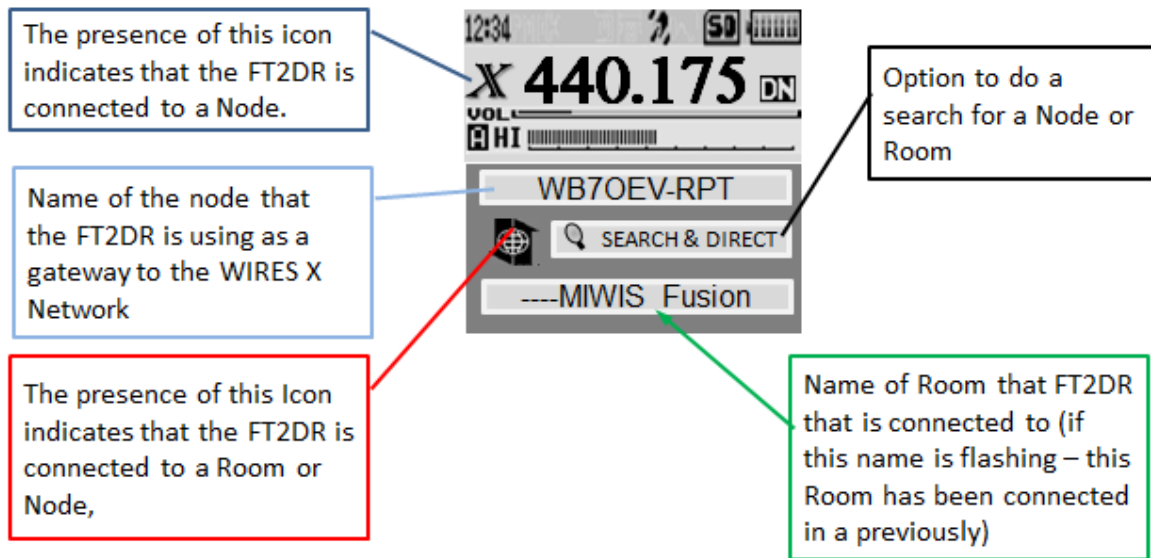 The presence of this icon
indicates that the FT2DR is
connected to a Node.
Name of the node that
the FT2DR is using as a
gateway to the WIRES X
Network
The presence of this Icon
indicates that the FT2DR is
connected to a Room or
Node,
12:34
SD
X 440.175 DN
VOL
A HI
WB7OEV-RPT
SEARCH & DIRECT
----MIWIS Fusion
Option to do a
search for a Node or
Room
Name of Room that FT2DR
that is connected to (if
this name is flashing – this
Room has been connected
in a previously)